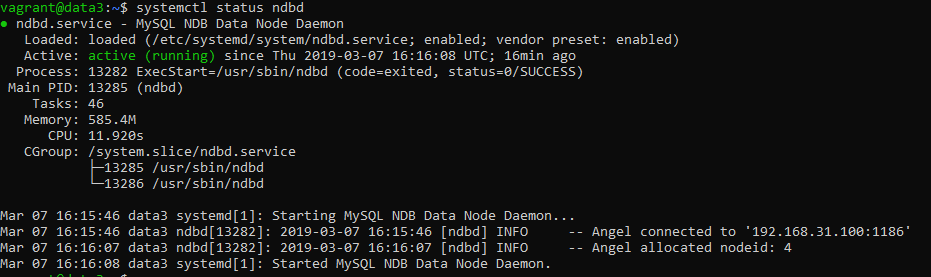 vagrant@data3:~$ systemctl status ndbd
● ndbd.service - MySQL NDB Data Node Daemon
   Loaded: loaded (/etc/systemd/system/ndbd.service; enabled; vendor preset: enabled)
   Active: active (running) since Thu 2019-03-07 16:16:08 UTC; 16min ago
  Process: 13282 ExecStart=/usr/sbin/ndbd (code=exited, status=0/SUCCESS)
 Main PID: 13285 (ndbd)
    Tasks: 46
   Memory: 585.4M
      CPU: 11.920s
   CGroup: /system.slice/ndbd.service
           ├─13285 /usr/sbin/ndbd
           └─13286 /usr/sbin/ndbd

Mar 07 16:15:46 data3 systemd[1]: Starting MySQL NDB Data Node Daemon...
Mar 07 16:15:46 data3 ndbd[13282]: 2019-03-07 16:15:46 [ndbd] INFO     -- Angel connected to '192.168.31.100:1186'
Mar 07 16:16:07 data3 ndbd[13282]: 2019-03-07 16:16:07 [ndbd] INFO     -- Angel allocated nodeid: 4
Mar 07 16:16:08 data3 systemd[1]: Started MySQL NDB Data Node Daemon.